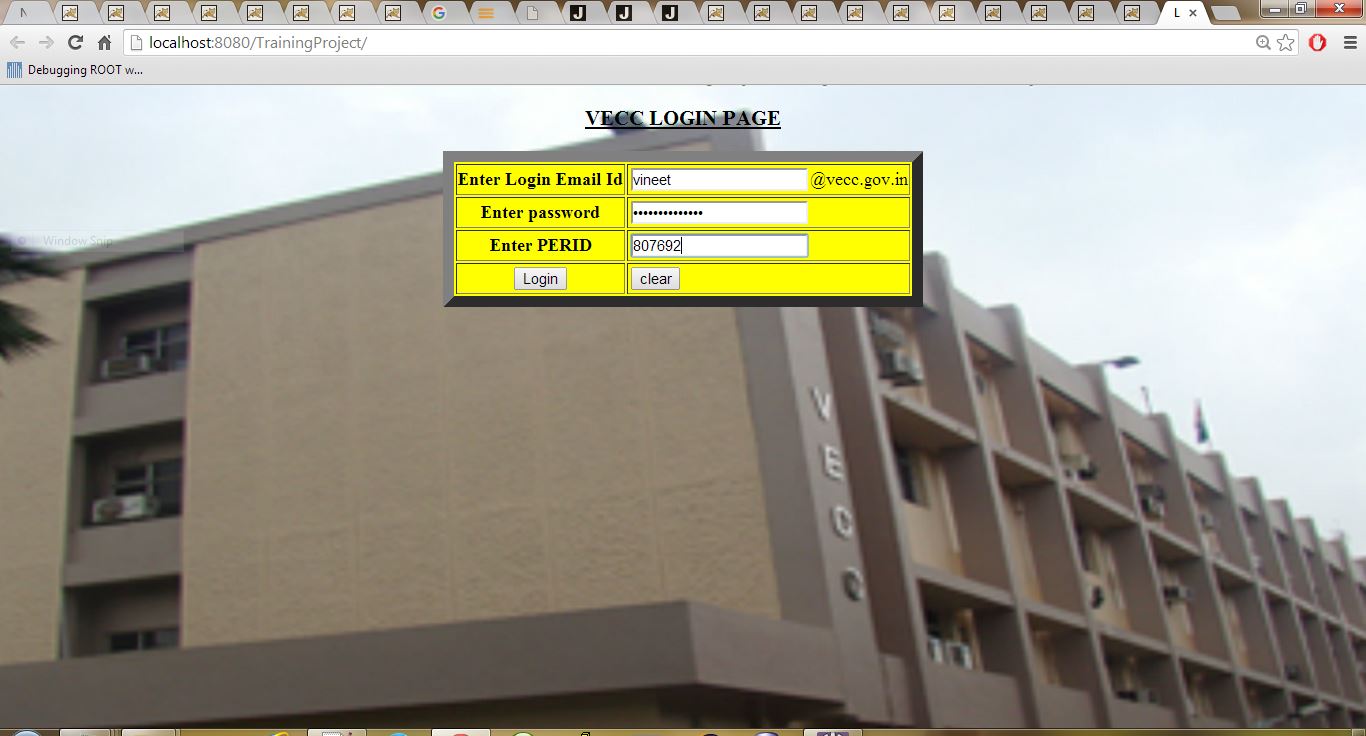 N
L
localhost:8080/TrainingProject/
Debugging ROOT w...
VECC LOGIN PAGE
Enter Login Email Id vineet @vecc.gov.in
Enter password ••••••••••••••
Enter PERID 807692
Login clear
Window Snip
VECC